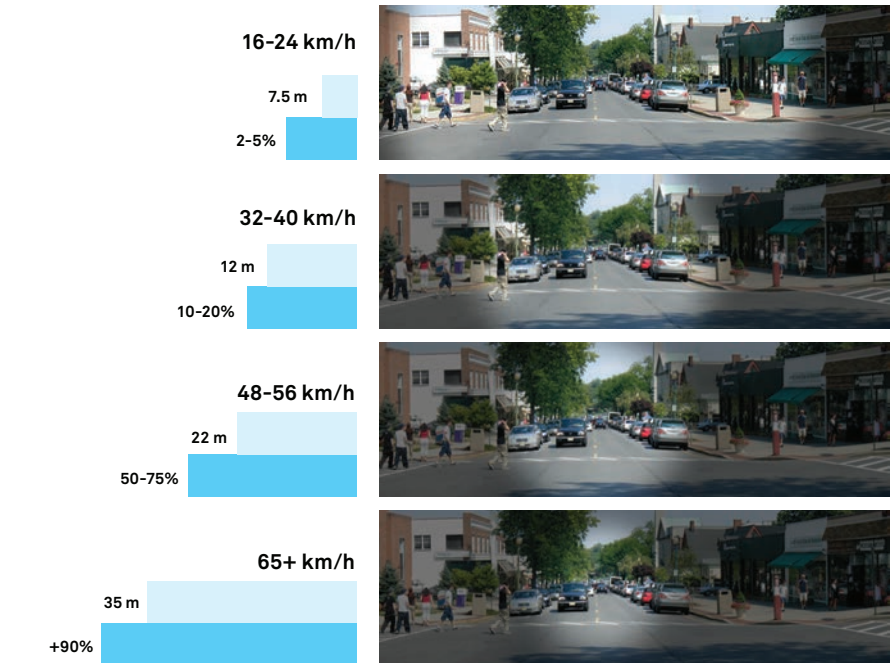 16-24 km/h
7.5 m
2-5%
32-40 km/h
12 m
10-20%
48-56 km/h
22 m
50-75%
65+ km/h
35 m
+90%